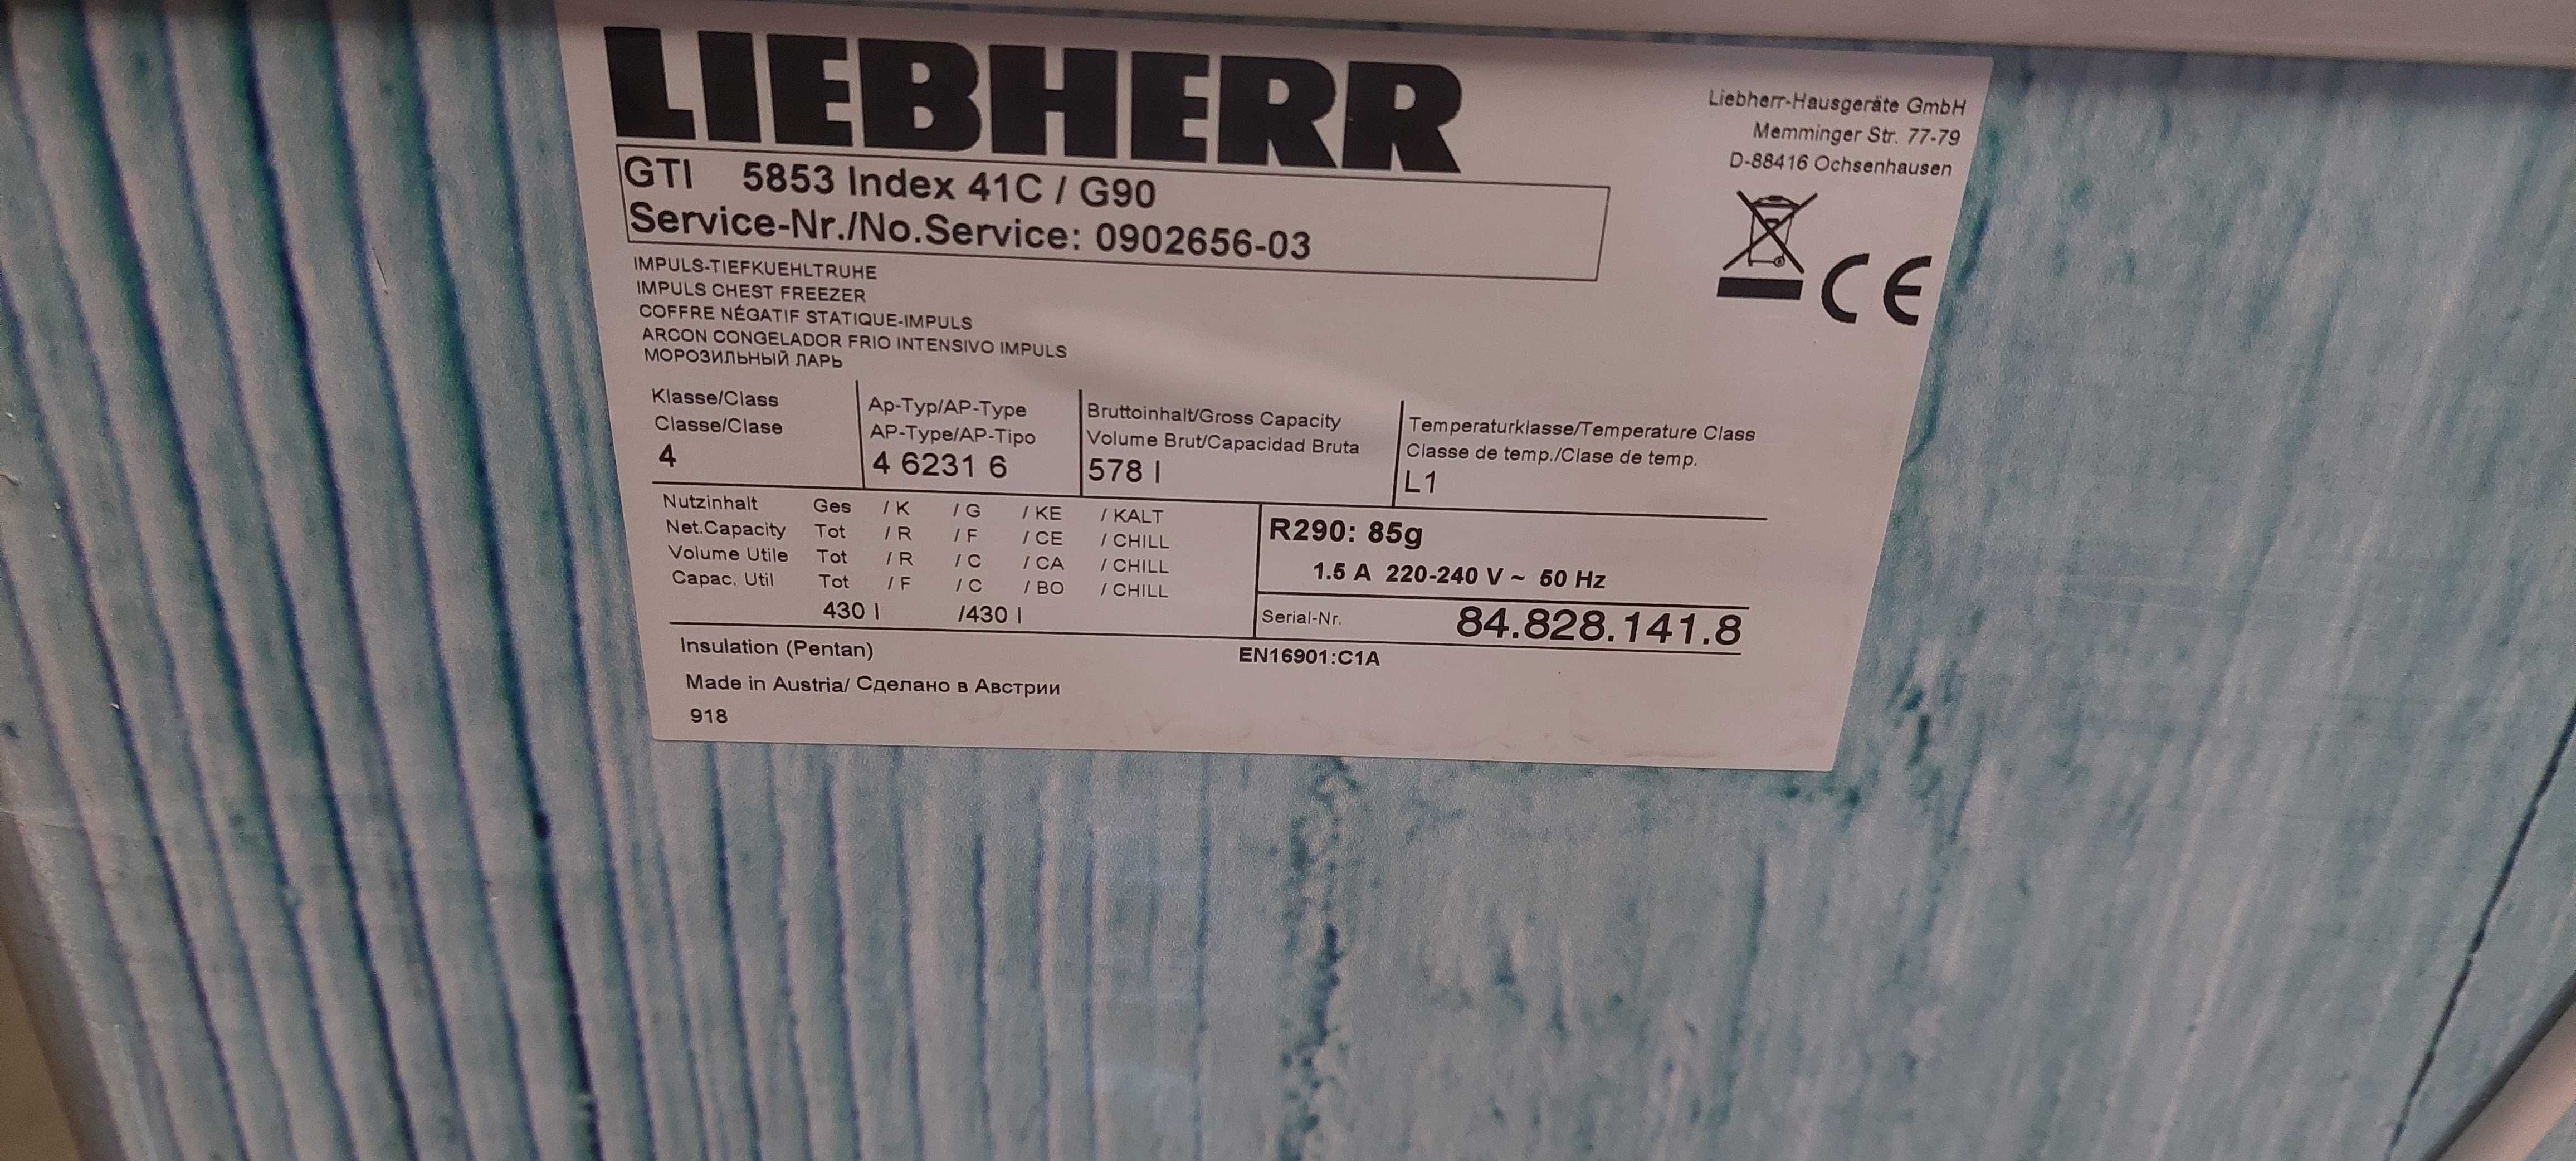 LIEBHERR
Liebherr-Hausgeräte GmbH
Memminger Str. 77-79
D-88416 Ochsenhausen
GTI 5853 Index 41C / G90
Service-Nr./No.Service: 0902656-03
CE
IMPULS-TIEFKUEHLTRUHE
IMPULS CHEST FREEZER
COFFRE NÉGATIF STATIQUE-IMPULS
ARCON CONGELADOR FRIO INTENSIVO IMPULS
МОРОЗИЛЬНЫЙ ЛАРЬ
Klasse/Class
Classe/Clase
4
Ap-Typ/AP-Type
AP-Type/AP-Tipo
4 6231 6
Bruttoinhalt/Gross Capacity
Volume Brut/Capacidad Bruta
578 l
Temperaturklasse/Temperature Class
Classe de temp./Clase de temp.
L1
Nutzinhalt Ges / K / G / KE / KALT
Net.Capacity Tot / R / F / CE / CHILL
Volume Utile Tot / R / C / CA / CHILL
Capac. Util Tot / F / C / BO / CHILL
430 l /430 l
R290: 85g
1.5 A 220-240 V ~ 50 Hz
Serial-Nr. 84.828.141.8
Insulation (Pentan)
EN16901:C1A
Made in Austria/ Сделано в Австрии
918